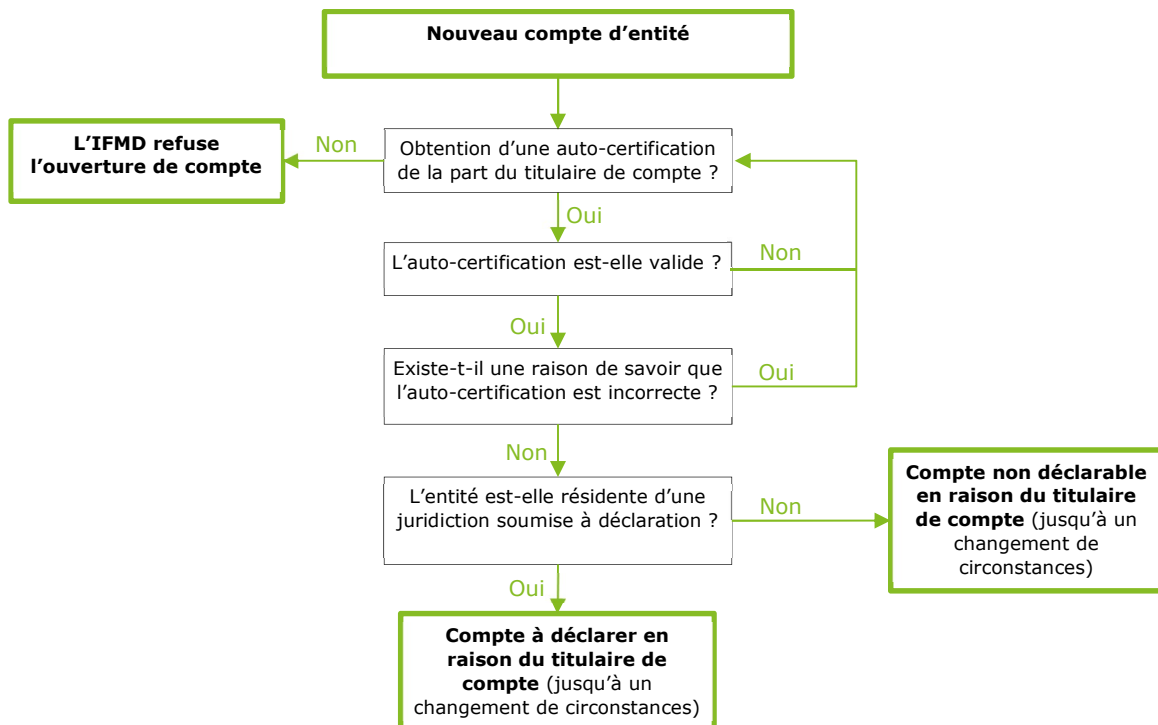 Nouveau compte d’entité
L’IFMD refuse
l’ouverture de compte
Non
Obtention d’une auto-certification
de la part du titulaire de compte ?
Oui
L’auto-certification est-elle valide ?
Non
Oui
Existe-t-il une raison de savoir que
l’auto-certification est incorrecte ?
Oui
Non
L’entité est-elle résidente d’une
juridiction soumise à déclaration ?
Non
Compte non déclarable
en raison du titulaire
de compte (jusqu’à un
changement de
circonstances)
Oui
Compte à déclarer en
raison du titulaire de
compte (jusqu’à un
changement de circonstances)